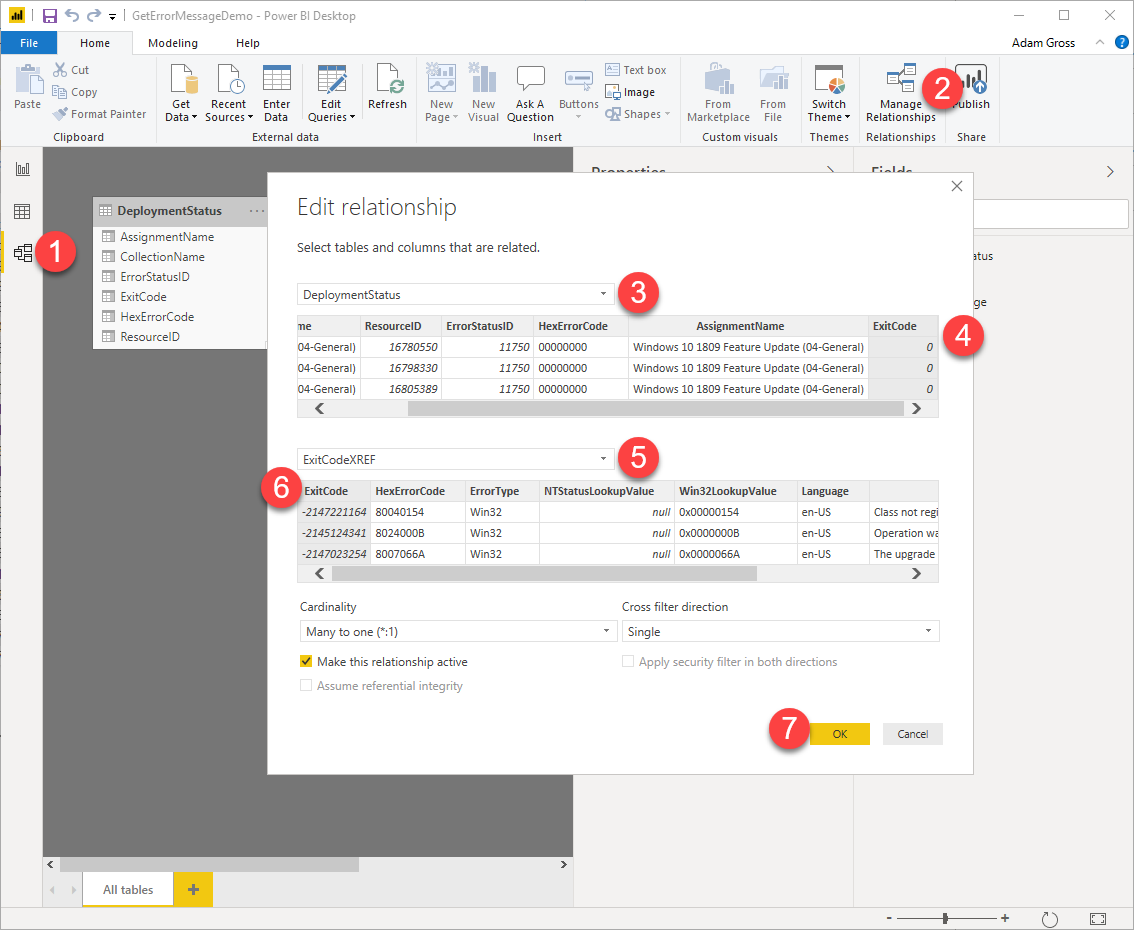 GetErrorMessageDemo - Power BI Desktop
File Home Modeling Help Adam Gross ?
Paste
Cut
Copy
Format Painter
Clipboard
Get Data
Recent Sources
Enter Data
Edit Queries
Refresh
External data
New Page
New Visual
Ask A Question
Buttons
Text box
Image
Shapes
Insert
From Marketplace
From File
Custom visuals
Switch Theme
Themes
Manage Relationships
Relationships
2
Publish
Share
Properties
Fields
1
DeploymentStatus ...
AssignmentName
CollectionName
ErrorStatusID
ExitCode
HexErrorCode
ResourceID
atus
ge
Edit relationship
Select tables and columns that are related.
DeploymentStatus 3
me ResourceID ErrorStatusID HexErrorCode AssignmentName ExitCode 4
(04-General) 16780550 11750 00000000 Windows 10 1809 Feature Update (04-General) 0
(04-General) 16798330 11750 00000000 Windows 10 1809 Feature Update (04-General) 0
(04-General) 16805389 11750 00000000 Windows 10 1809 Feature Update (04-General) 0
ExitCodeXREF 5
6 ExitCode HexErrorCode ErrorType NTStatusLookupValue Win32LookupValue Language
-2147221164 80040154 Win32 null 0x00000154 en-US Class not regi
-2145124341 8024000B Win32 null 0x0000000B en-US Operation wa
-2147023254 8007066A Win32 null 0x0000066A en-US The upgrade
Cardinality Cross filter direction
Many to one (*:1) Single
Make this relationship active Apply security filter in both directions
Assume referential integrity
7 OK Cancel
All tables +
- +